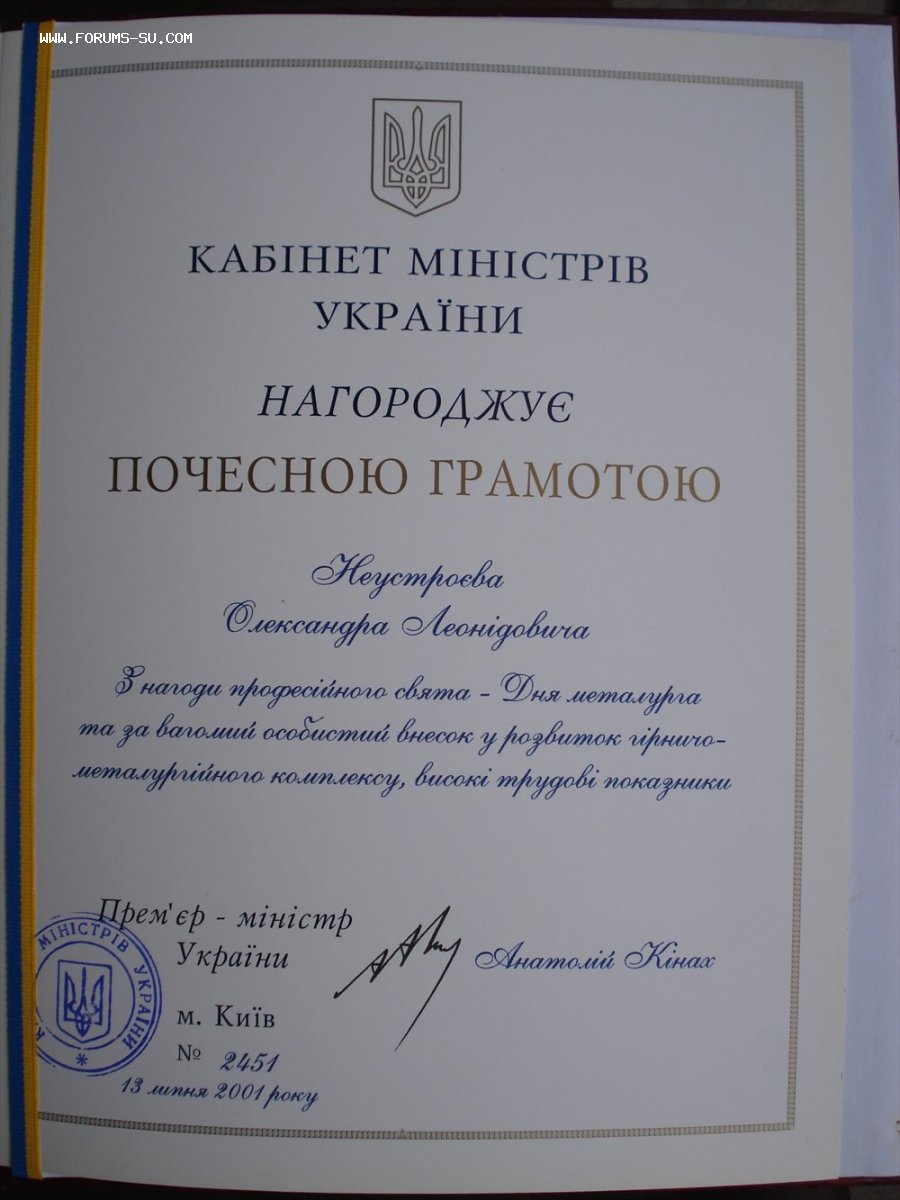 WWW.FORUMS-SU.COM
КАБІНЕТ МІНІСТРІВ
УКРАЇНИ
НАГОРОДЖУЄ
ПОЧЕСНОЮ ГРАМОТОЮ
Неустроєва
Олександра Леонідовича
З нагоди професійного свята - Дня металурга
та за вагомий особистий внесок у розвиток гірничо-
металургійного комплексу, високі трудові показники
Прем'єр - міністр
України
Анатолій Кінах
МІНІСТРІВ УКРАЇНИ
м. Київ
№ 2451
13 липня 2001 року